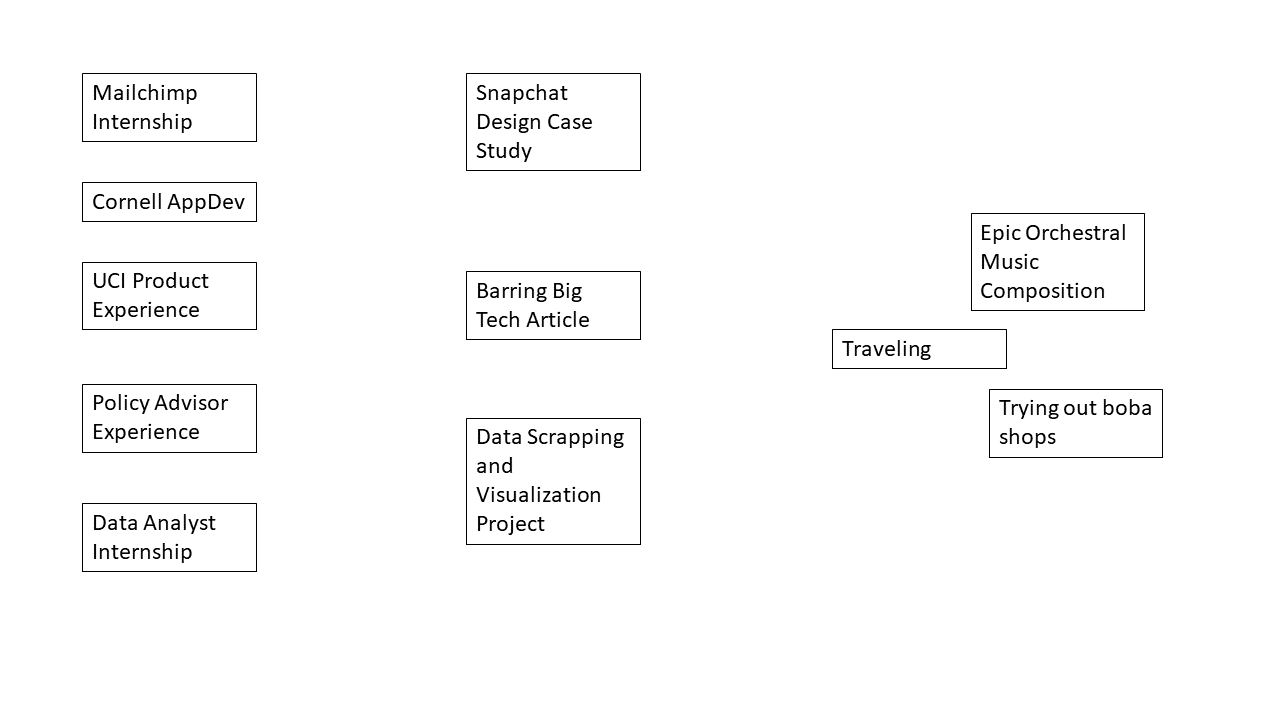 Mailchimp
Internship
Cornell AppDev
UCI Product
Experience
Policy Advisor
Experience
Data Analyst
Internship
Snapchat
Design Case
Study
Barring Big
Tech Article
Data Scrapping
and
Visualization
Project
Epic Orchestral
Music
Composition
Traveling
Trying out boba
shops